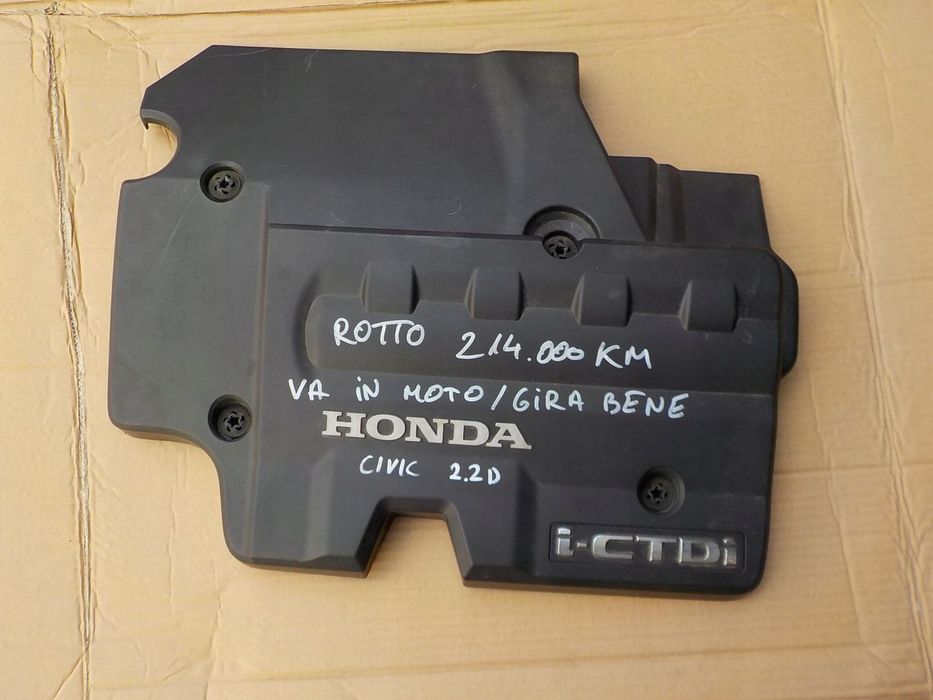 ROTTO 214.000 KM
VA iN MOTO/GiRA BENE
HONDA
CIVIC 2.2D
i-CTDi